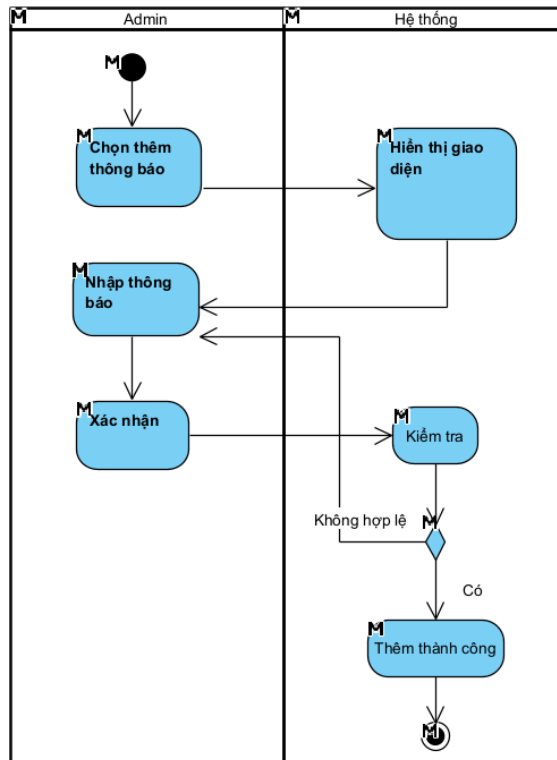 Admin
Hệ thống
Chọn thêm
thông báo
Hiển thị giao
diện
Nhập thông
báo
Xác nhận
Kiểm tra
Không hợp lệ
Có
Thêm thành công